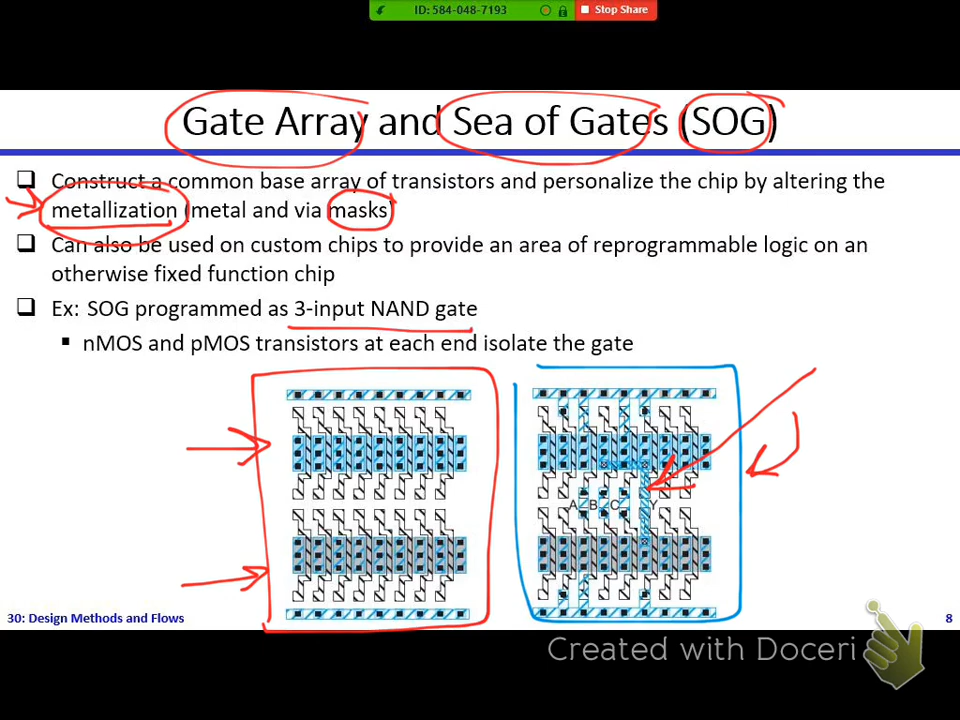 ID: 584-048-7193
Stop Share
Gate Array and Sea of Gates (SOG)
Construct a common base array of transistors and personalize the chip by altering the
metallization (metal and via masks)
Can also be used on custom chips to provide an area of reprogrammable logic on an
otherwise fixed function chip
Ex: SOG programmed as 3-input NAND gate
nMOS and pMOS transistors at each end isolate the gate
A B C Y
30: Design Methods and Flows
8
Created with Doceri